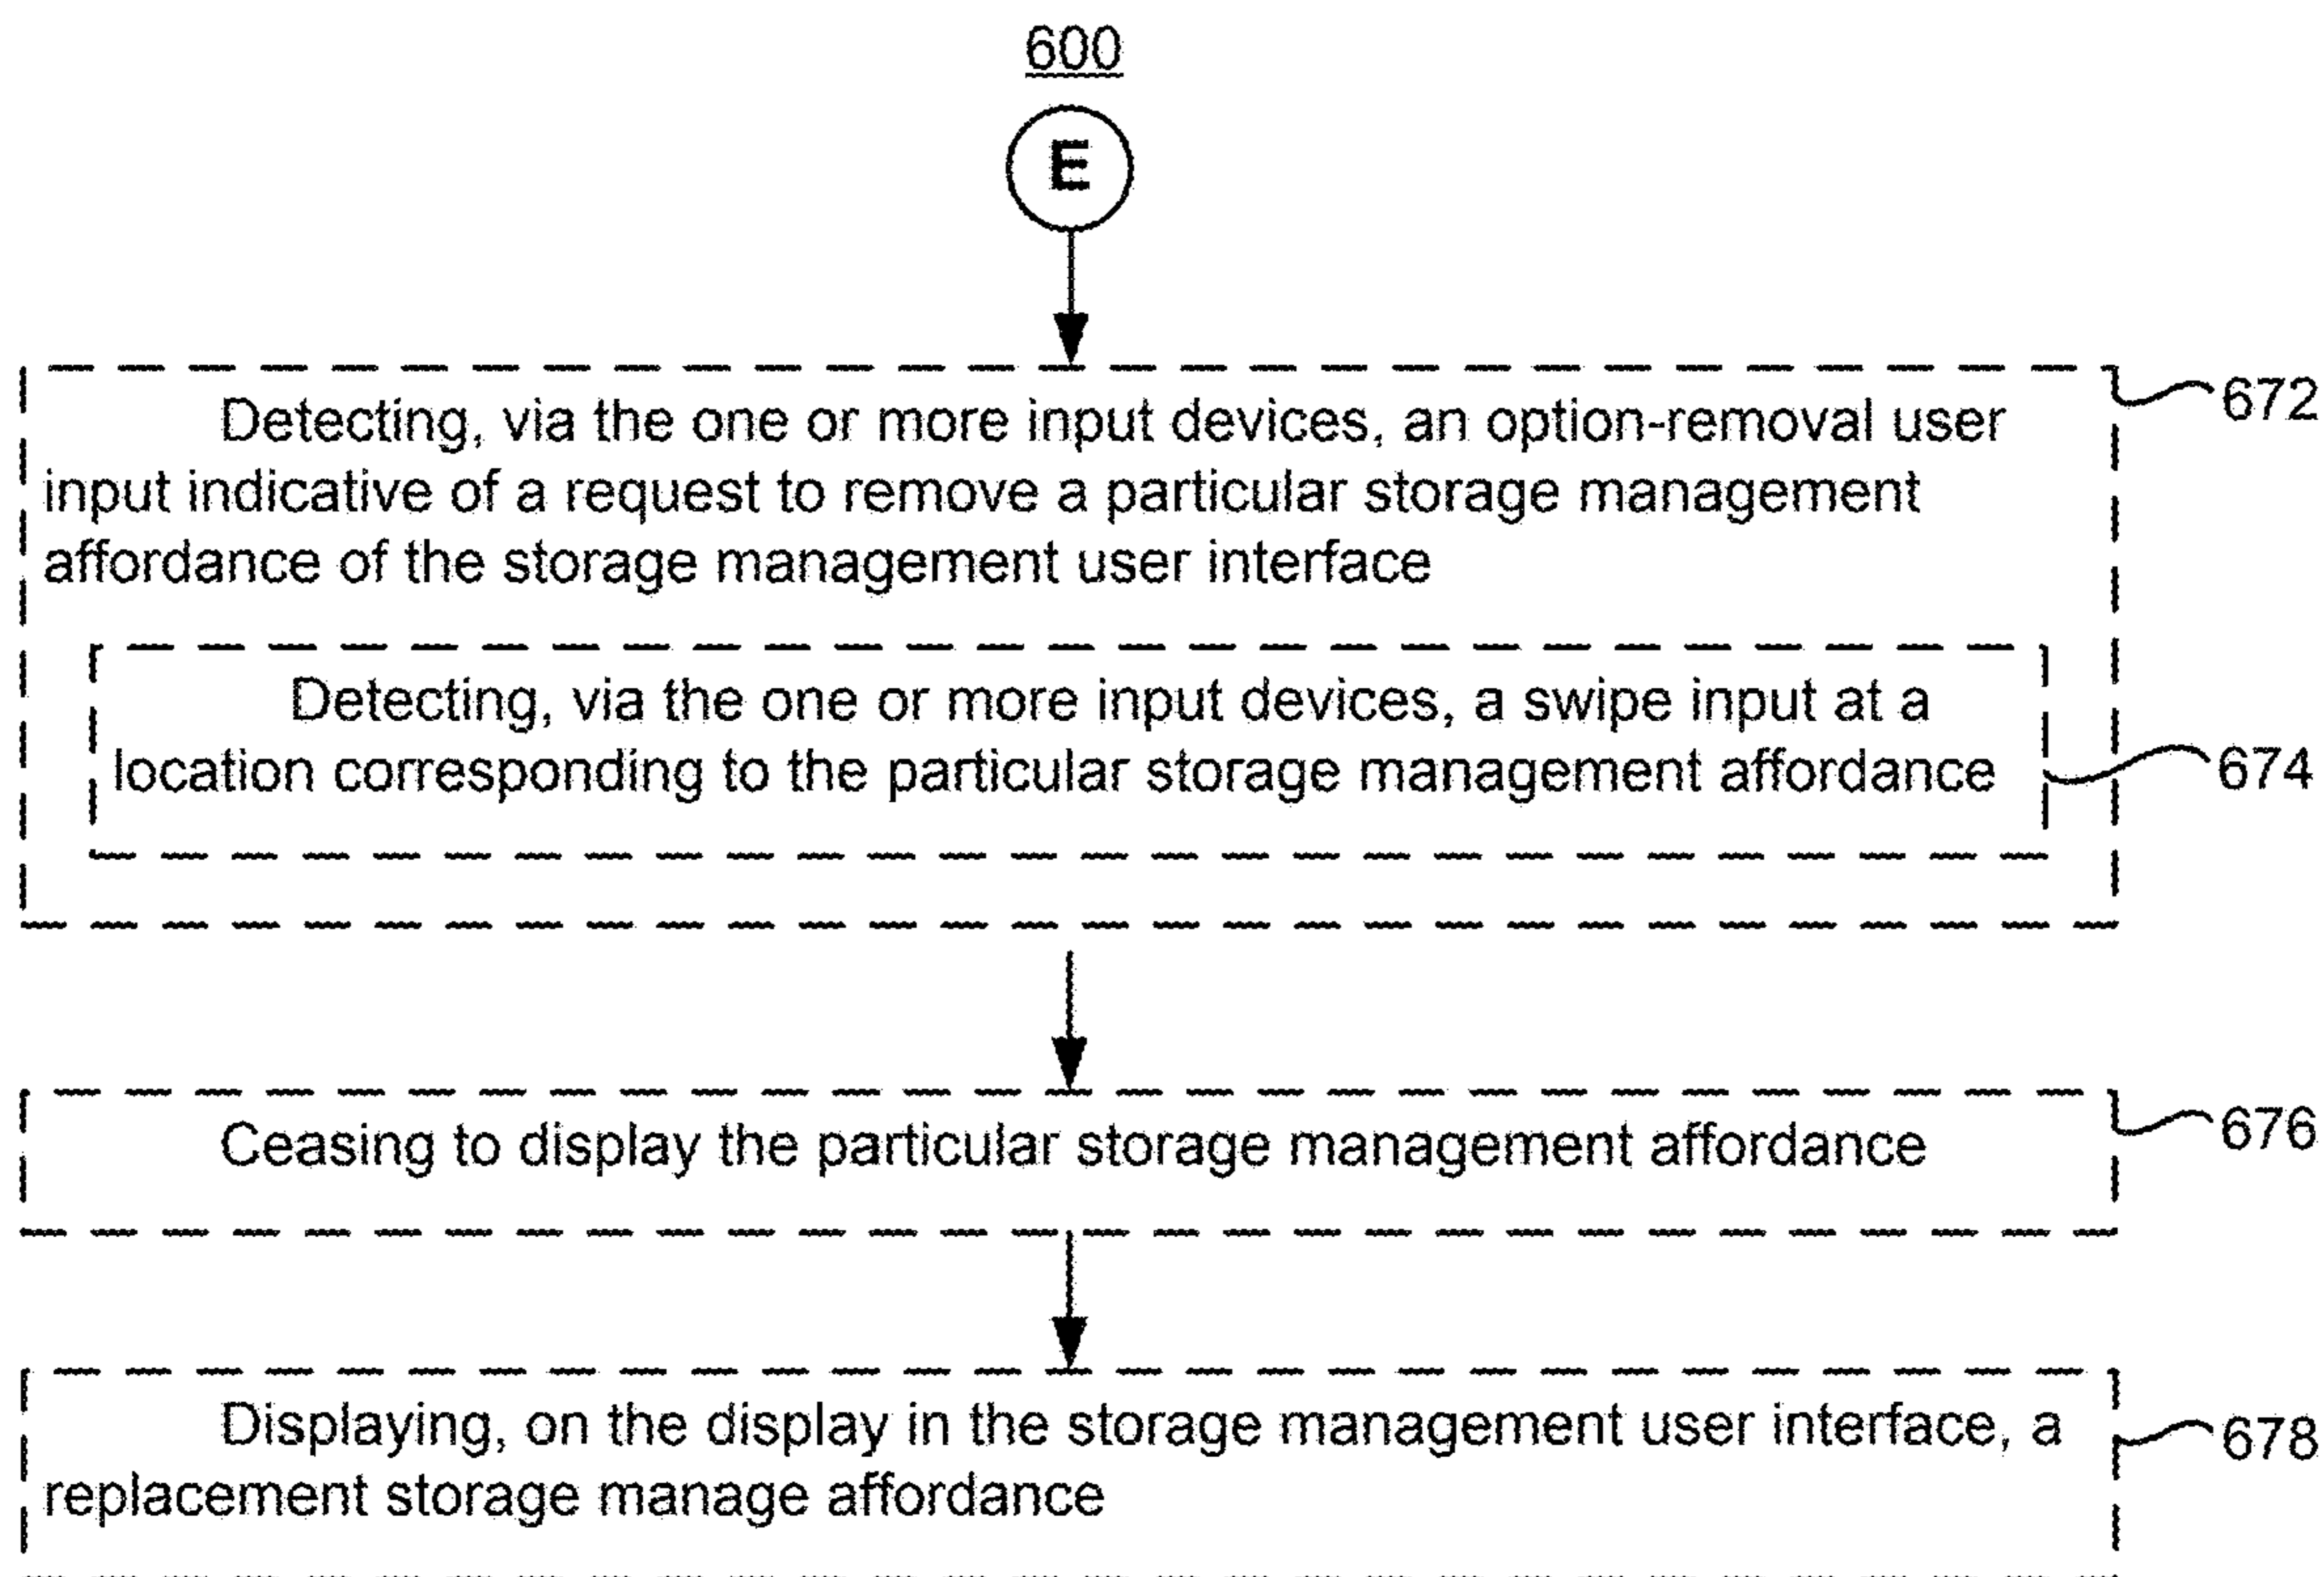 600
E
Detecting, via the one or more input devices, an option-removal user
input indicative of a request to remove a particular storage management
affordance of the storage management user interface
672
Detecting, via the one or more input devices, a swipe input at a
location corresponding to the particular storage management affordance
674
Ceasing to display the particular storage management affordance
676
Displaying, on the display in the storage management user interface, a
replacement storage manage affordance
678